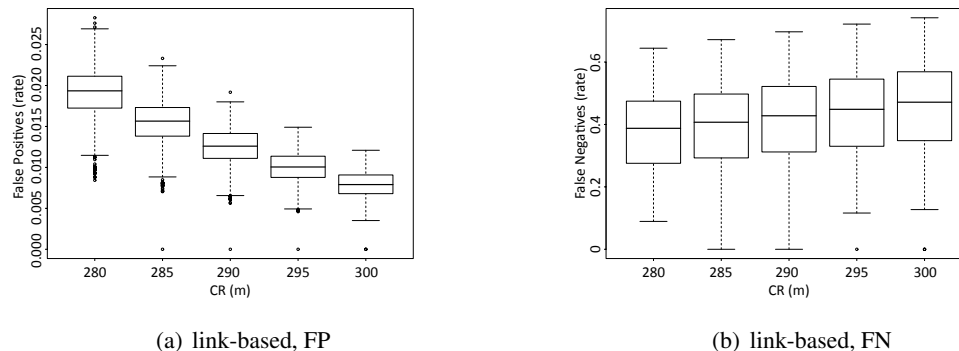 False Positives (rate)
0.025
0.020
0.015
0.010
0.005
0.000
280 285 290 295 300
CR (m)
(a) link-based, FP
False Negatives (rate)
0.6
0.4
0.2
0
280 285 290 295 300
CR (m)
(b) link-based, FN